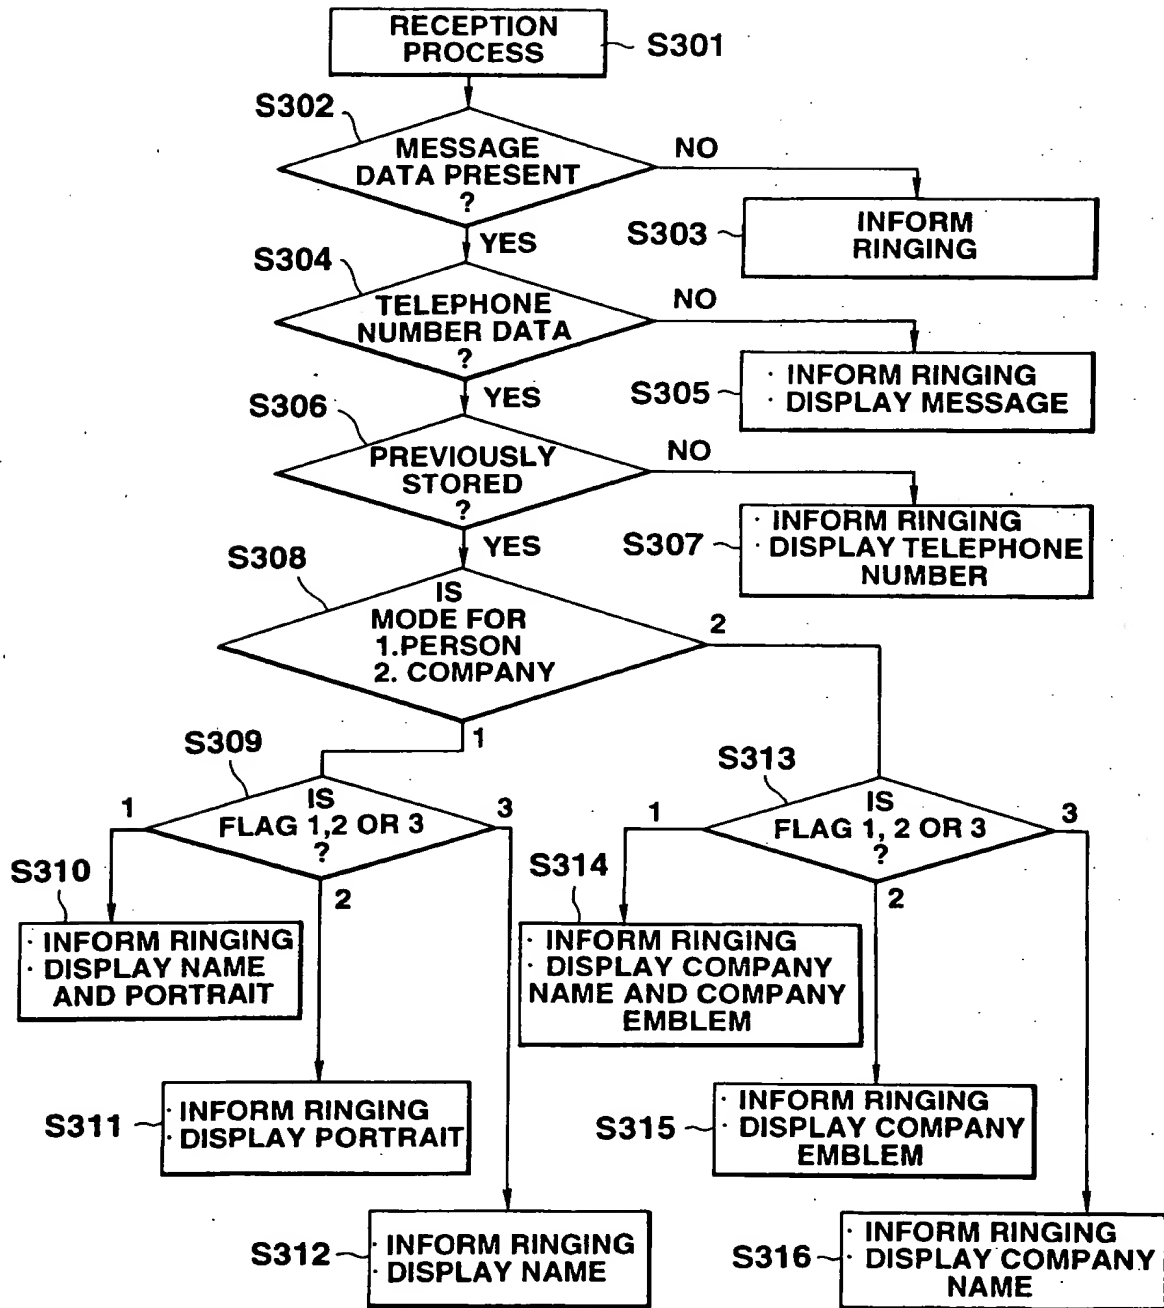 RECEPTION
PROCESS
S301
S302
MESSAGE
DATA PRESENT
?
NO
YES
S303
INFORM
RINGING
S304
TELEPHONE
NUMBER DATA
?
NO
YES
S305
· INFORM RINGING
· DISPLAY MESSAGE
S306
PREVIOUSLY
STORED
?
NO
YES
S307
· INFORM RINGING
· DISPLAY TELEPHONE
NUMBER
S308
IS
MODE FOR
1.PERSON
2. COMPANY
2
1
S309
IS
FLAG 1,2 OR 3
?
1
3
2
S313
IS
FLAG 1, 2 OR 3
?
1
3
2
S310
· INFORM RINGING
· DISPLAY NAME
AND PORTRAIT
S314
· INFORM RINGING
· DISPLAY COMPANY
NAME AND COMPANY
EMBLEM
S311
· INFORM RINGING
· DISPLAY PORTRAIT
S315
· INFORM RINGING
· DISPLAY COMPANY
EMBLEM
S312
· INFORM RINGING
· DISPLAY NAME
S316
· INFORM RINGING
· DISPLAY COMPANY
NAME